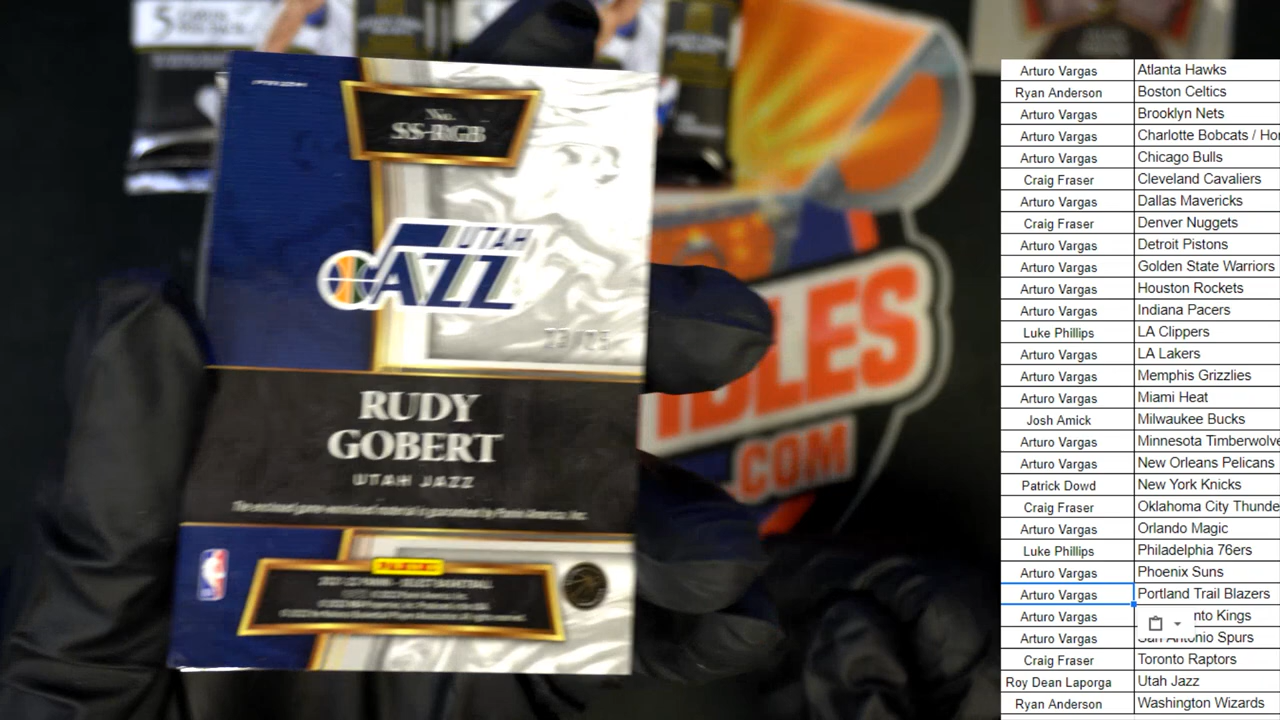 5
No.
SS-RGB
UTAH
JAZZ
23/25
RUDY
GOBERT
UTAH JAZZ
PANINI
IBLES
.COM
Arturo Vargas Atlanta Hawks
Ryan Anderson Boston Celtics
Arturo Vargas Brooklyn Nets
Arturo Vargas Charlotte Bobcats / Ho
Arturo Vargas Chicago Bulls
Craig Fraser Cleveland Cavaliers
Arturo Vargas Dallas Mavericks
Craig Fraser Denver Nuggets
Arturo Vargas Detroit Pistons
Arturo Vargas Golden State Warriors
Arturo Vargas Houston Rockets
Arturo Vargas Indiana Pacers
Luke Phillips LA Clippers
Arturo Vargas LA Lakers
Arturo Vargas Memphis Grizzlies
Arturo Vargas Miami Heat
Josh Amick Milwaukee Bucks
Arturo Vargas Minnesota Timberwolve
Arturo Vargas New Orleans Pelicans
Patrick Dowd New York Knicks
Craig Fraser Oklahoma City Thunde
Arturo Vargas Orlando Magic
Luke Phillips Philadelphia 76ers
Arturo Vargas Phoenix Suns
Arturo Vargas Portland Trail Blazers
Arturo Vargas nto Kings
Arturo Vargas San Antonio Spurs
Craig Fraser Toronto Raptors
Roy Dean Laporga Utah Jazz
Ryan Anderson Washington Wizards